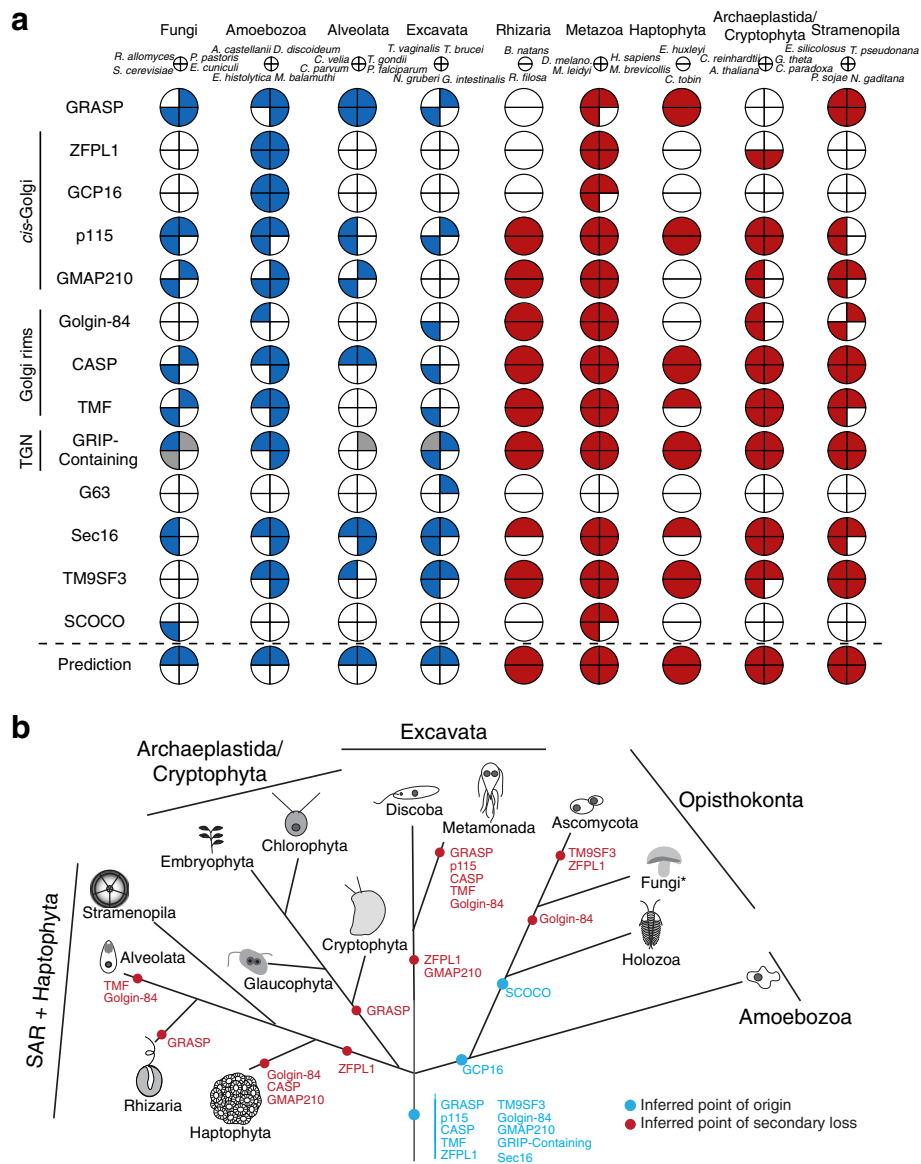 a
Fungi Amoebozoa Alveolata Excavata Rhizaria Metazoa Haptophyta Archaeplastida/ Cryptophyta Stramenopila
R. allomyces P. pastoris
S. cerevisiae E. cuniculi
A. castellanii D. discoideum
E. histolytica M. balamuthi
C. velia T. gondii
C. parvum P. falciparum
T. vaginalis T. brucei
N. gruberi G. intestinalis
B. natans
R. filosa
D. melano. H. sapiens
M. leidyi M. brevicollis
E. huxleyi
C. tobin
C. reinhardtii G. theta
A. thaliana C. paradoxa
E. silicolosus T. pseudonana
P. sojae N. gaditana
GRASP
cis-Golgi
ZFPL1
GCP16
p115
GMAP210
Golgi rims
Golgin-84
CASP
TMF
TGN
GRIP-
Containing
G63
Sec16
TM9SF3
SCOCO
Prediction
b
Excavata
Archaeplastida/
Cryptophyta
Opisthokonta
Amoebozoa
SAR + Haptophyta
Discoba
Metamonada
GRASP
p115
CASP
TMF
Golgin-84
ZFPL1
GMAP210
Ascomycota
TM9SF3
ZFPL1
Fungi*
Golgin-84
Holozoa
SCOCO
GCP16
Embryophyta
Chlorophyta
Glaucophyta
Cryptophyta
GRASP
Stramenopila
Alveolata
TMF
Golgin-84
GRASP
Rhizaria
Haptophyta
Golgin-84
CASP
GMAP210
ZFPL1
GRASP TM9SF3
p115 Golgin-84
CASP GMAP210
TMF GRIP-Containing
ZFPL1 Sec16
Inferred point of origin
Inferred point of secondary loss